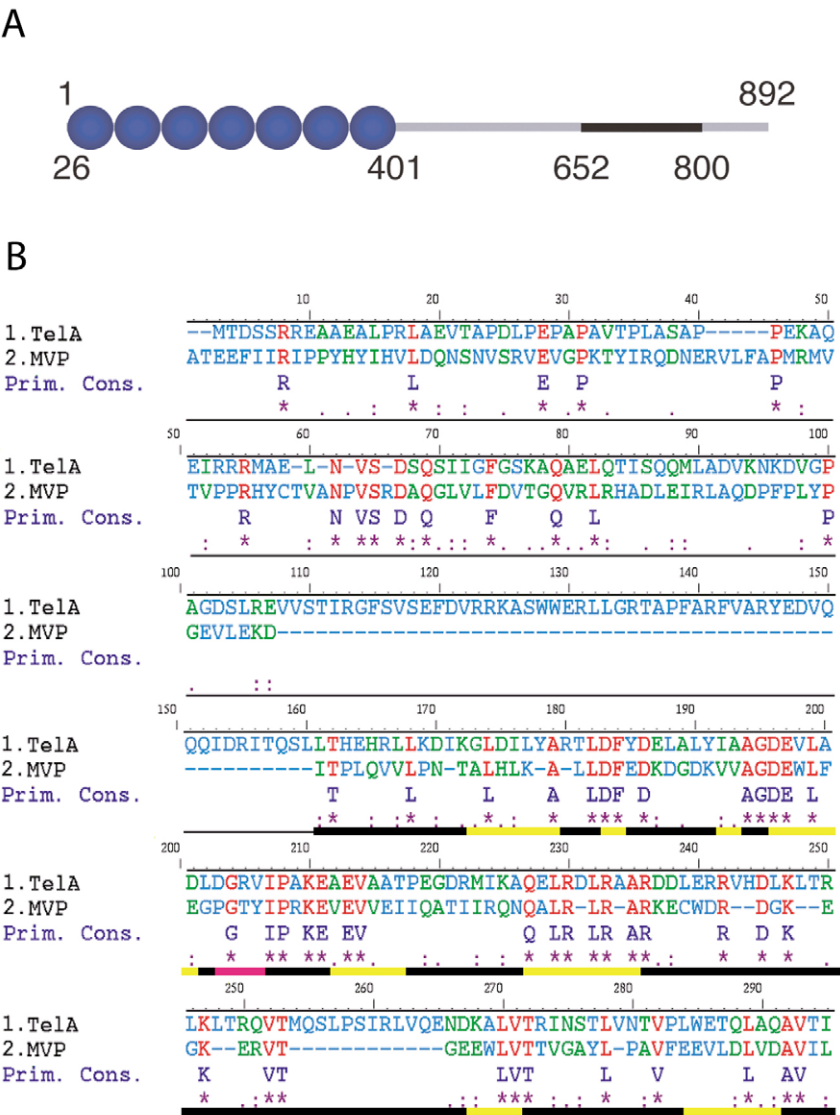 A
1 892
26 401 652 800
B
10 20 30 40 50
1.TelA --MTDSSRREAAEALPRLAEVTAPDLPEPAPAVTPLASAP-----PEKAQ
2.MVP ATEEFIIRIPPYHYIHVLDQNSNVSRVEVGPKTYIRQDNERVLFAPMRMV
Prim. Cons. R L E P P
* . . : * : : . * . * : . . * :
50 60 70 80 90 100
1.TelA EIRRRMAE-L-N-VS-DSQSIIGFGSKAQAELQTISQQMLADVKNKDVGP
2.MVP TVPPRHYCTVANPVSRDAQGLVLFDVTGQVRLRHADLEIRLAQDPFPLYP
Prim. Cons. R N VS D Q F Q L P
100 110 120 130 140 150
1.TelA AGDSLREVVSTIRGFSVSEFDVRRKASWWERLLGRTAPFARFVARYEDVQ
2.MVP GEVLEKD-------------------------------------------
Prim. Cons.
. ::
150 160 170 180 190 200
1.TelA QQIDRITQSLLTHEHRLLKDIKGLDILYARTLDFYDELALYIAAGDEVLA
2.MVP ----------ITPLQVVLPN-TALHLK-A-LLDFEDKDGDKVVAGDEWLF
Prim. Cons. T L L A LDF D AGDE L
200 210 220 230 240 250
1.TelA DLDGRVIPAKEAEVAATPEGDRMIKAQELRDLRAARDDLERRVHDLKLTR
2.MVP EGPGTYIPRKEVEVVEIIQATIIRQNQALR-LR-ARKECWDR--DGK--E
Prim. Cons. G IP KE EV Q LR LR AR R D K
250 260 270 280 290
1.TelA LKLTRQVTMQSLPSIRLVQENDKALVTRINSTLVNTVPLWETQLAQAVTI
2.MVP GK--ERVT-------------GEEWLVTTVGAYL-PAVFEEVLDLVDAVIL
Prim. Cons. K VT LVT L V L AV